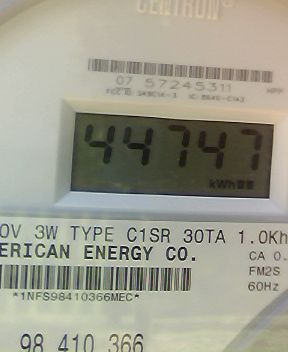 CENTRON®
07 57245311
44747
kWh
0V 3W TYPE C1SR 30TA 1.0Kh
ERICAN ENERGY CO.
CA 0.
FM2S
*1NFS98410366MEC*
60Hz
98 410 366